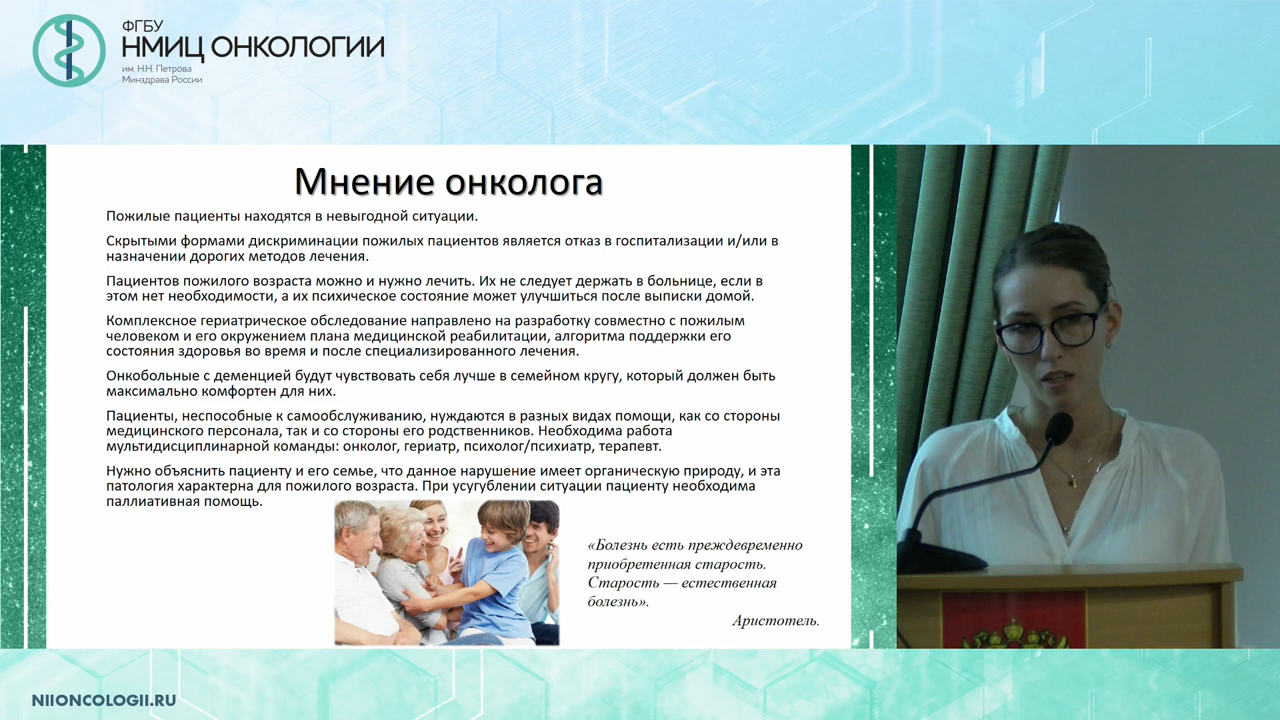 ФГБУ
НМИЦ ОНКОЛОГИИ
им. Н.Н. Петрова
Минздрава России
Мнение онколога
Пожилые пациенты находятся в невыгодной ситуации.
Скрытыми формами дискриминации пожилых пациентов является отказ в госпитализации и/или в
назначении дорогих методов лечения.
Пациентов пожилого возраста можно и нужно лечить. Их не следует держать в больнице, если в
этом нет необходимости, а их психическое состояние может улучшиться после выписки домой.
Комплексное гериатрическое обследование направлено на разработку совместно с пожилым
человеком и его окружением плана медицинской реабилитации, алгоритма поддержки его
состояния здоровья во время и после специализированного лечения.
Онкобольные с деменцией будут чувствовать себя лучше в семейном кругу, который должен быть
максимально комфортен для них.
Пациенты, неспособные к самообслуживанию, нуждаются в разных видах помощи, как со стороны
медицинского персонала, так и со стороны его родственников. Необходима работа
мультидисциплинарной команды: онколог, гериатр, психолог/психиатр, терапевт.
Нужно объяснить пациенту и его семье, что данное нарушение имеет органическую природу, и эта
патология характерна для пожилого возраста. При усугублении ситуации пациенту необходима
паллиативная помощь.
«Болезнь есть преждевременно
приобретенная старость.
Старость — естественная
болезнь».
Аристотель.
NIIONCOLOGII.RU